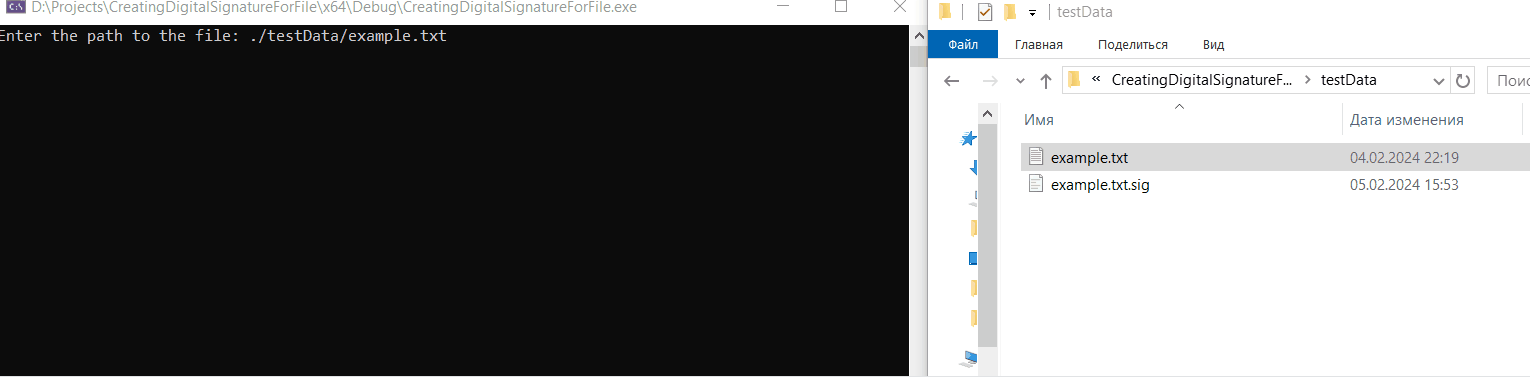 D:\Projects\CreatingDigitalSignatureForFile\x64\Debug\CreatingDigitalSignatureForFile.exe
Enter the path to the file: ./testData/example.txt
testData
Файл Главная Поделиться Вид
« CreatingDigitalSignatureF... > testData Поис
Имя Дата изменения
example.txt 04.02.2024 22:19
example.txt.sig 05.02.2024 15:53